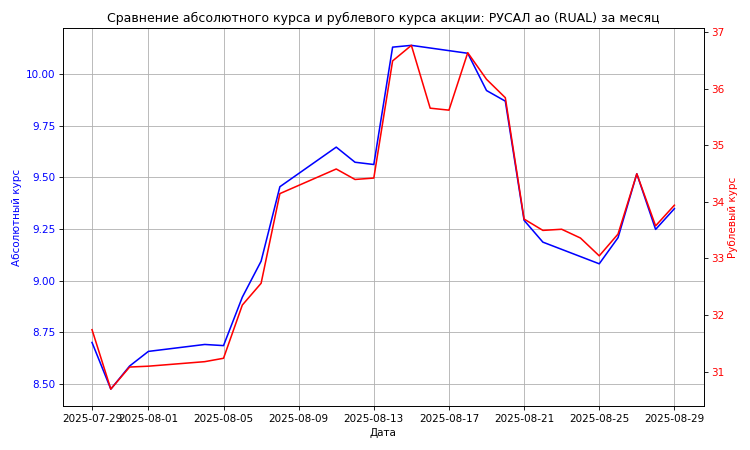 Сравнение абсолютного курса и рублевого курса акции: РУСАЛ ао (RUAL) за месяц
Абсолютный курс
10.00
9.75
9.50
9.25
9.00
8.75
8.50
37
36
35
34
33
32
31
Рублевый курс
2025-07-29 2025-08-01 2025-08-05 2025-08-09 2025-08-13 2025-08-17 2025-08-21 2025-08-25 2025-08-29
Дата